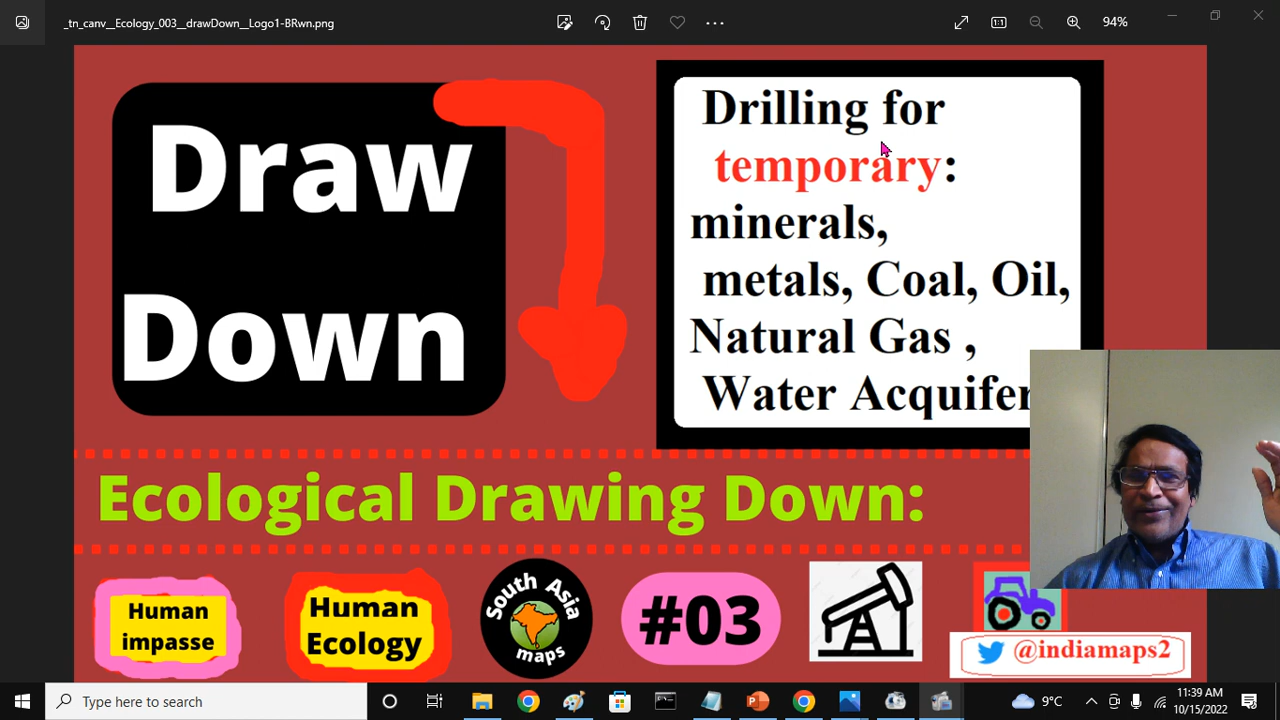 _tn_canv__Ecology_003__drawDown__Logo1-BRwn.png
94%
Draw
Down
Drilling for
temporary:
minerals,
metals, Coal, Oil,
Natural Gas ,
Water Acquifer
Ecological Drawing Down:
Human
impasse
Human
Ecology
South Asia
maps
#03
@indiamaps2
Type here to search
9°C
11:39 AM
10/15/2022